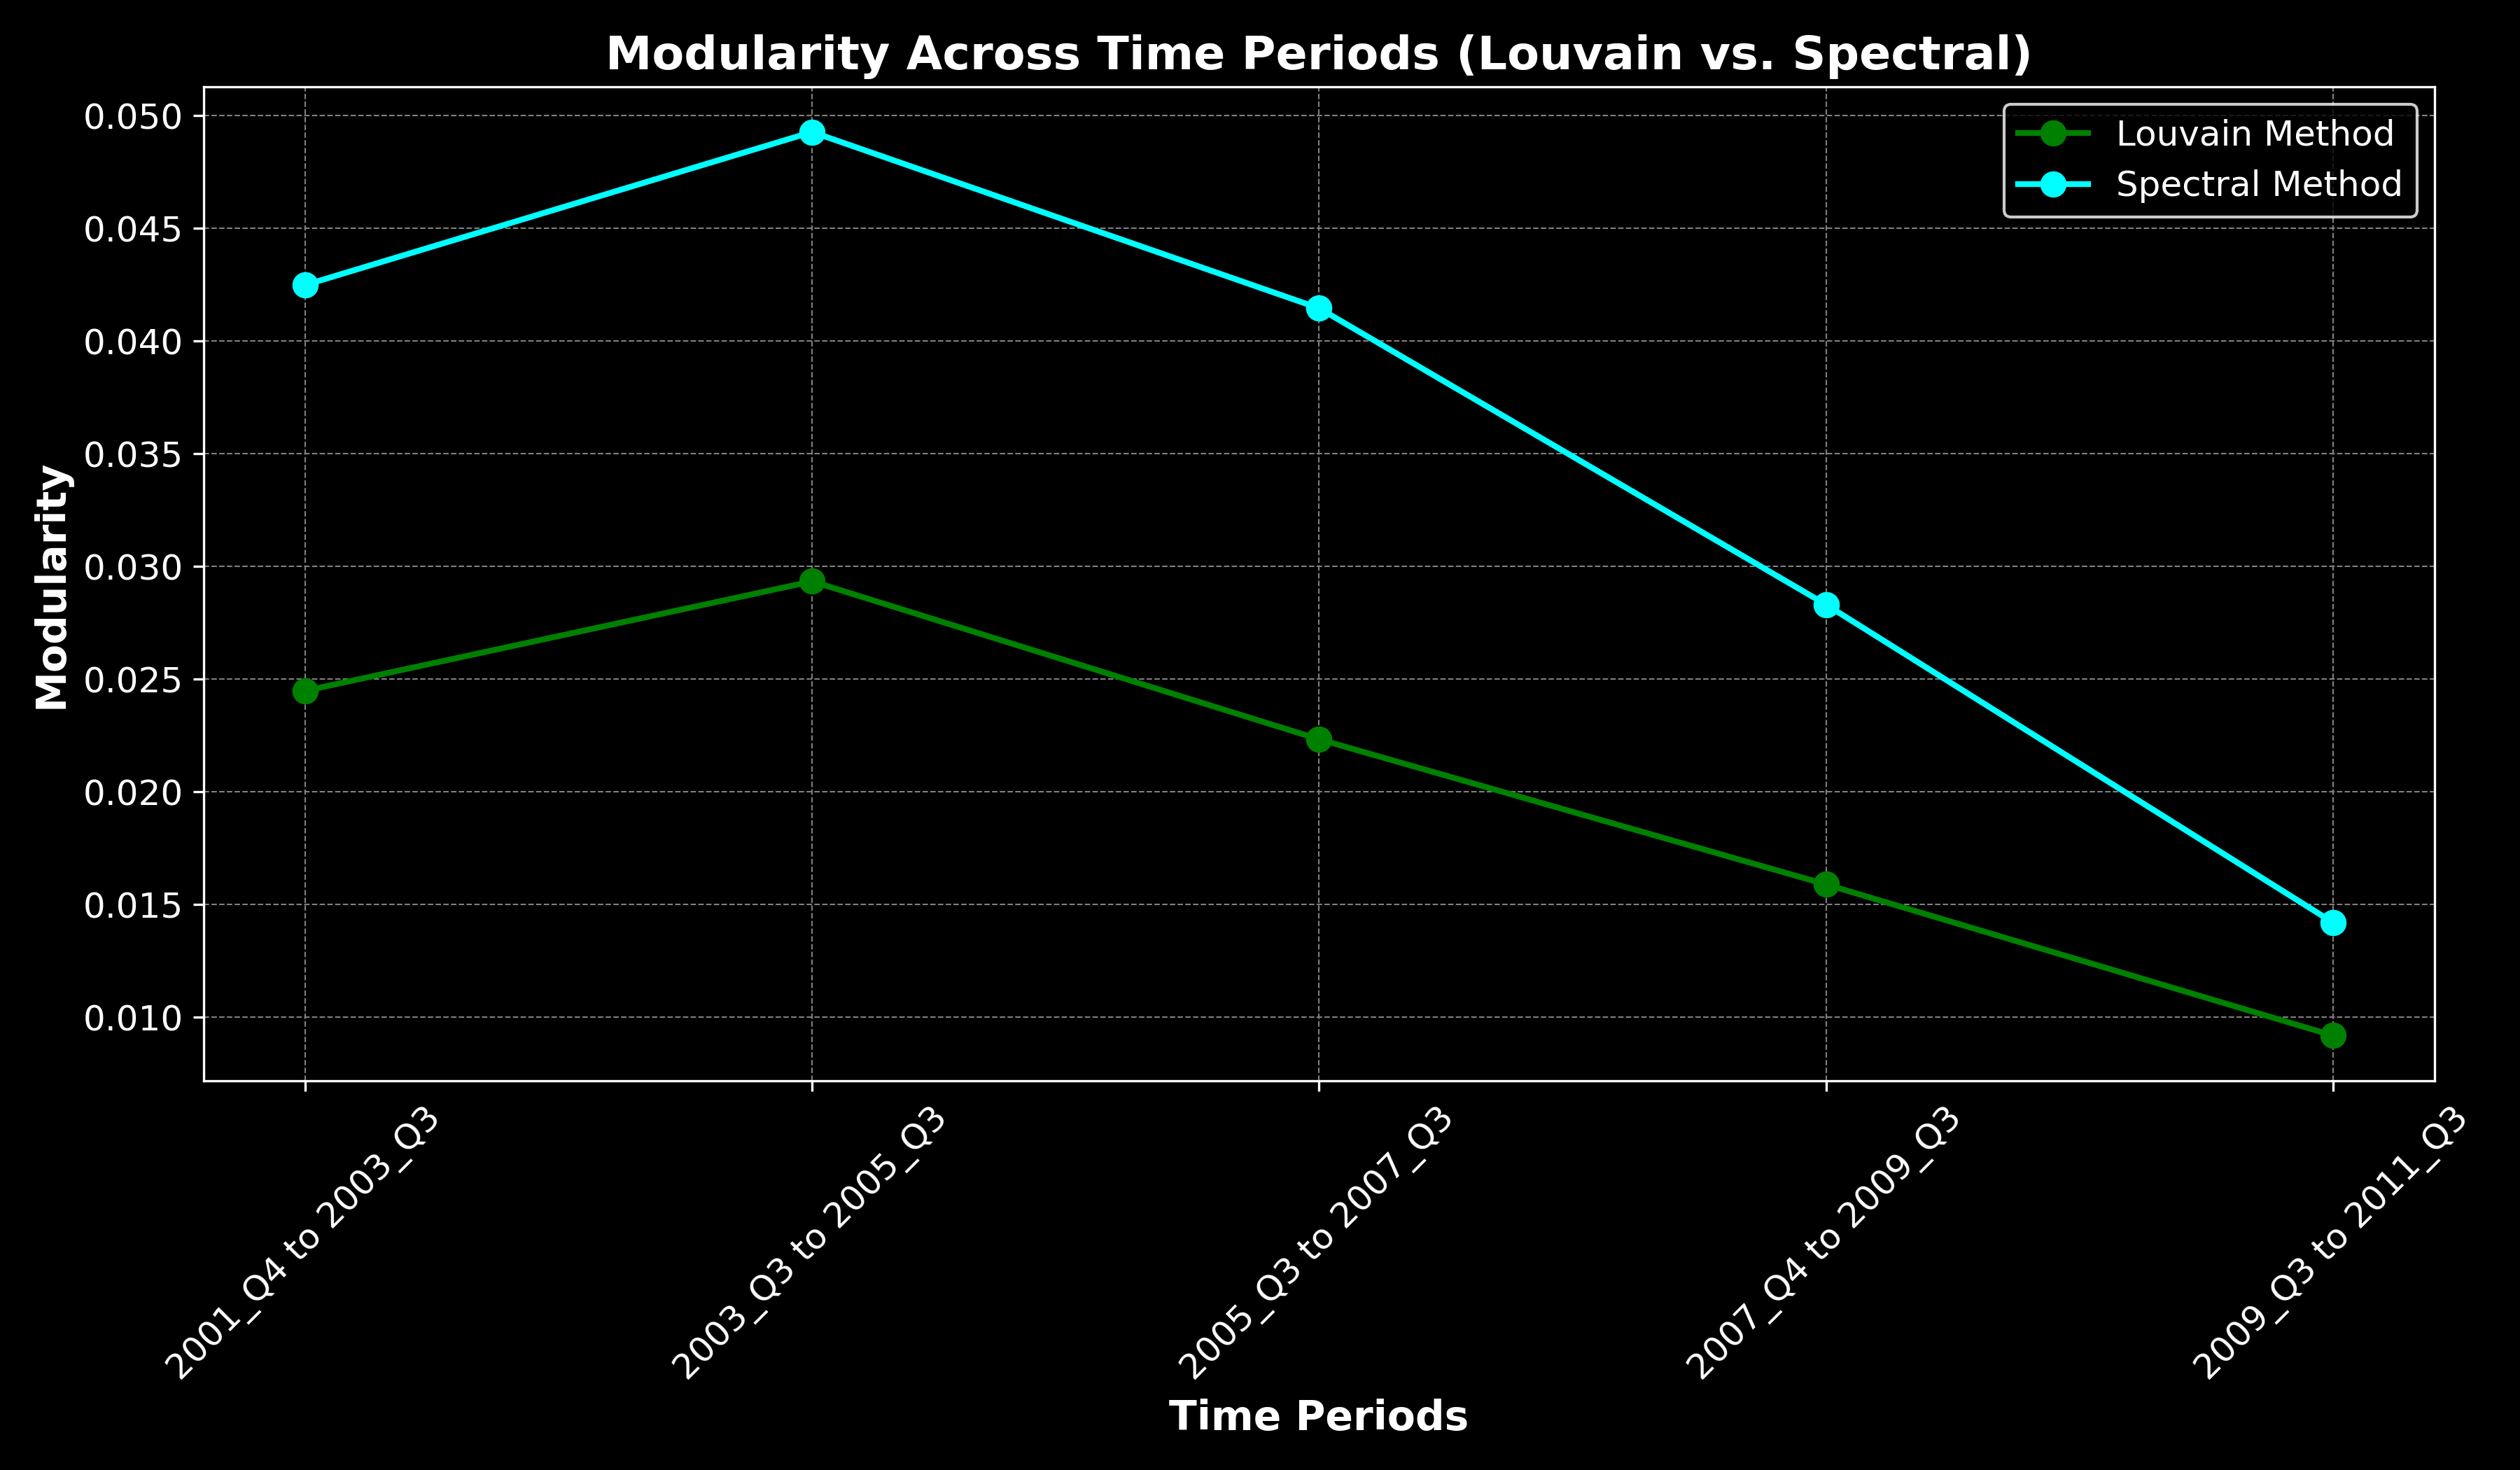 Modularity Across Time Periods (Louvain vs. Spectral)
Louvain Method
Spectral Method
Modularity
0.050
0.045
0.040
0.035
0.030
0.025
0.020
0.015
0.010
2001_Q4 to 2003_Q3
2003_Q3 to 2005_Q3
2005_Q3 to 2007_Q3
2007_Q4 to 2009_Q3
2009_Q3 to 2011_Q3
Time Periods